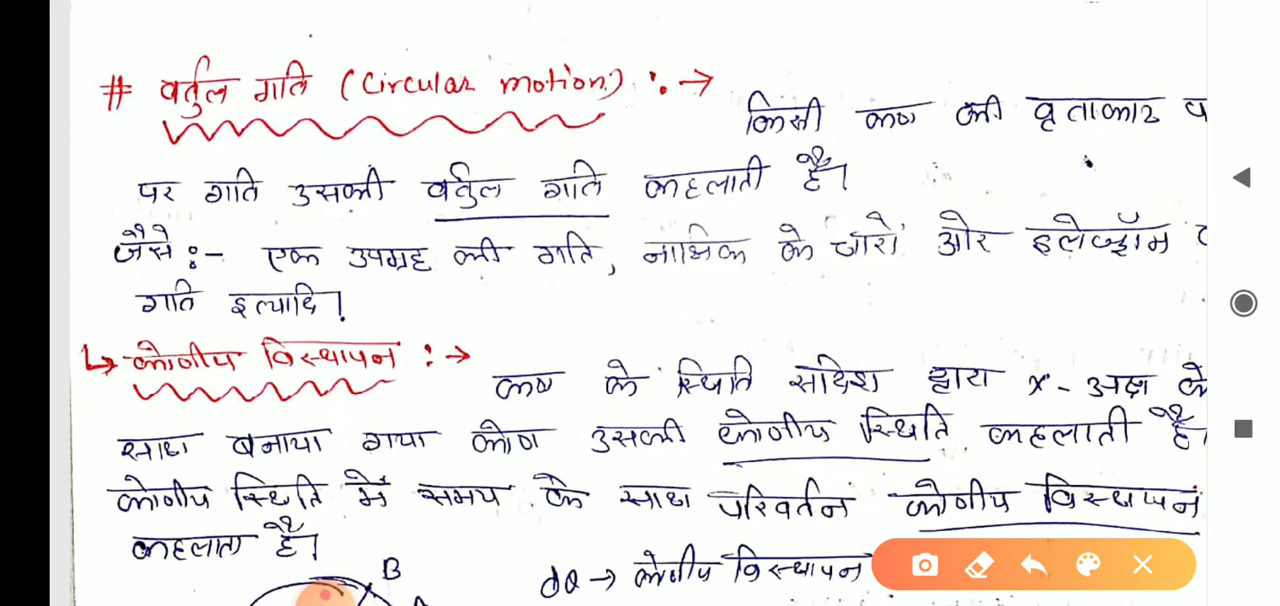 # वर्तुल गति (Circular motion) :→
किसी कण की वृताकार प
पर गति उसकी वर्तुल गति कहलाती है।
जैसे :- एक उपग्रह की गति, नाभिक के चारों ओर इलेक्ट्रॉन
गति इत्यादि।
↳ कोणीय विस्थापन :→
कण के स्थिति सदिश द्वारा x - अक्ष के
साथ बनाया गया कोण उसकी कोणीय स्थिति कहलाती है।
कोणीय स्थिति में समय के साथ परिवर्तन कोणीय विस्थापन
कहलाता है।
B
dθ → कोणीय विस्थापन